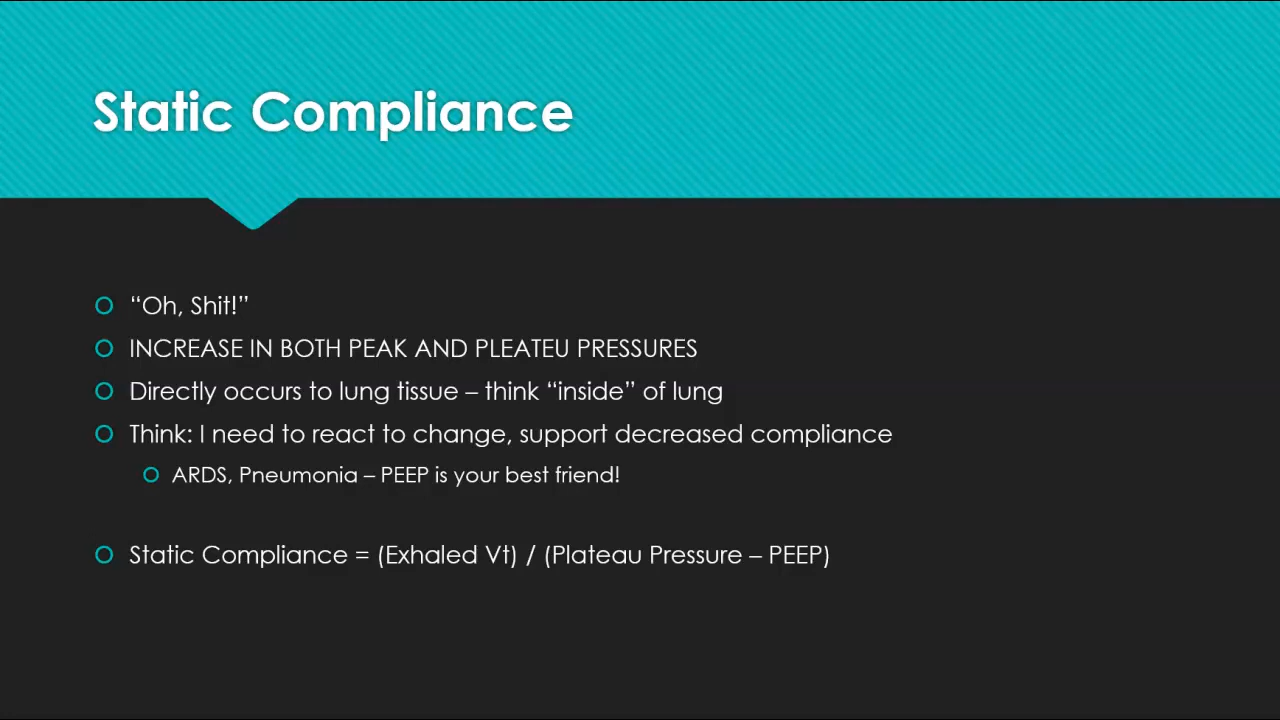 Static Compliance
“Oh, Shit!”
INCREASE IN BOTH PEAK AND PLEATEU PRESSURES
Directly occurs to lung tissue – think “inside” of lung
Think: I need to react to change, support decreased compliance
ARDS, Pneumonia – PEEP is your best friend!
Static Compliance = (Exhaled Vt) / (Plateau Pressure – PEEP)